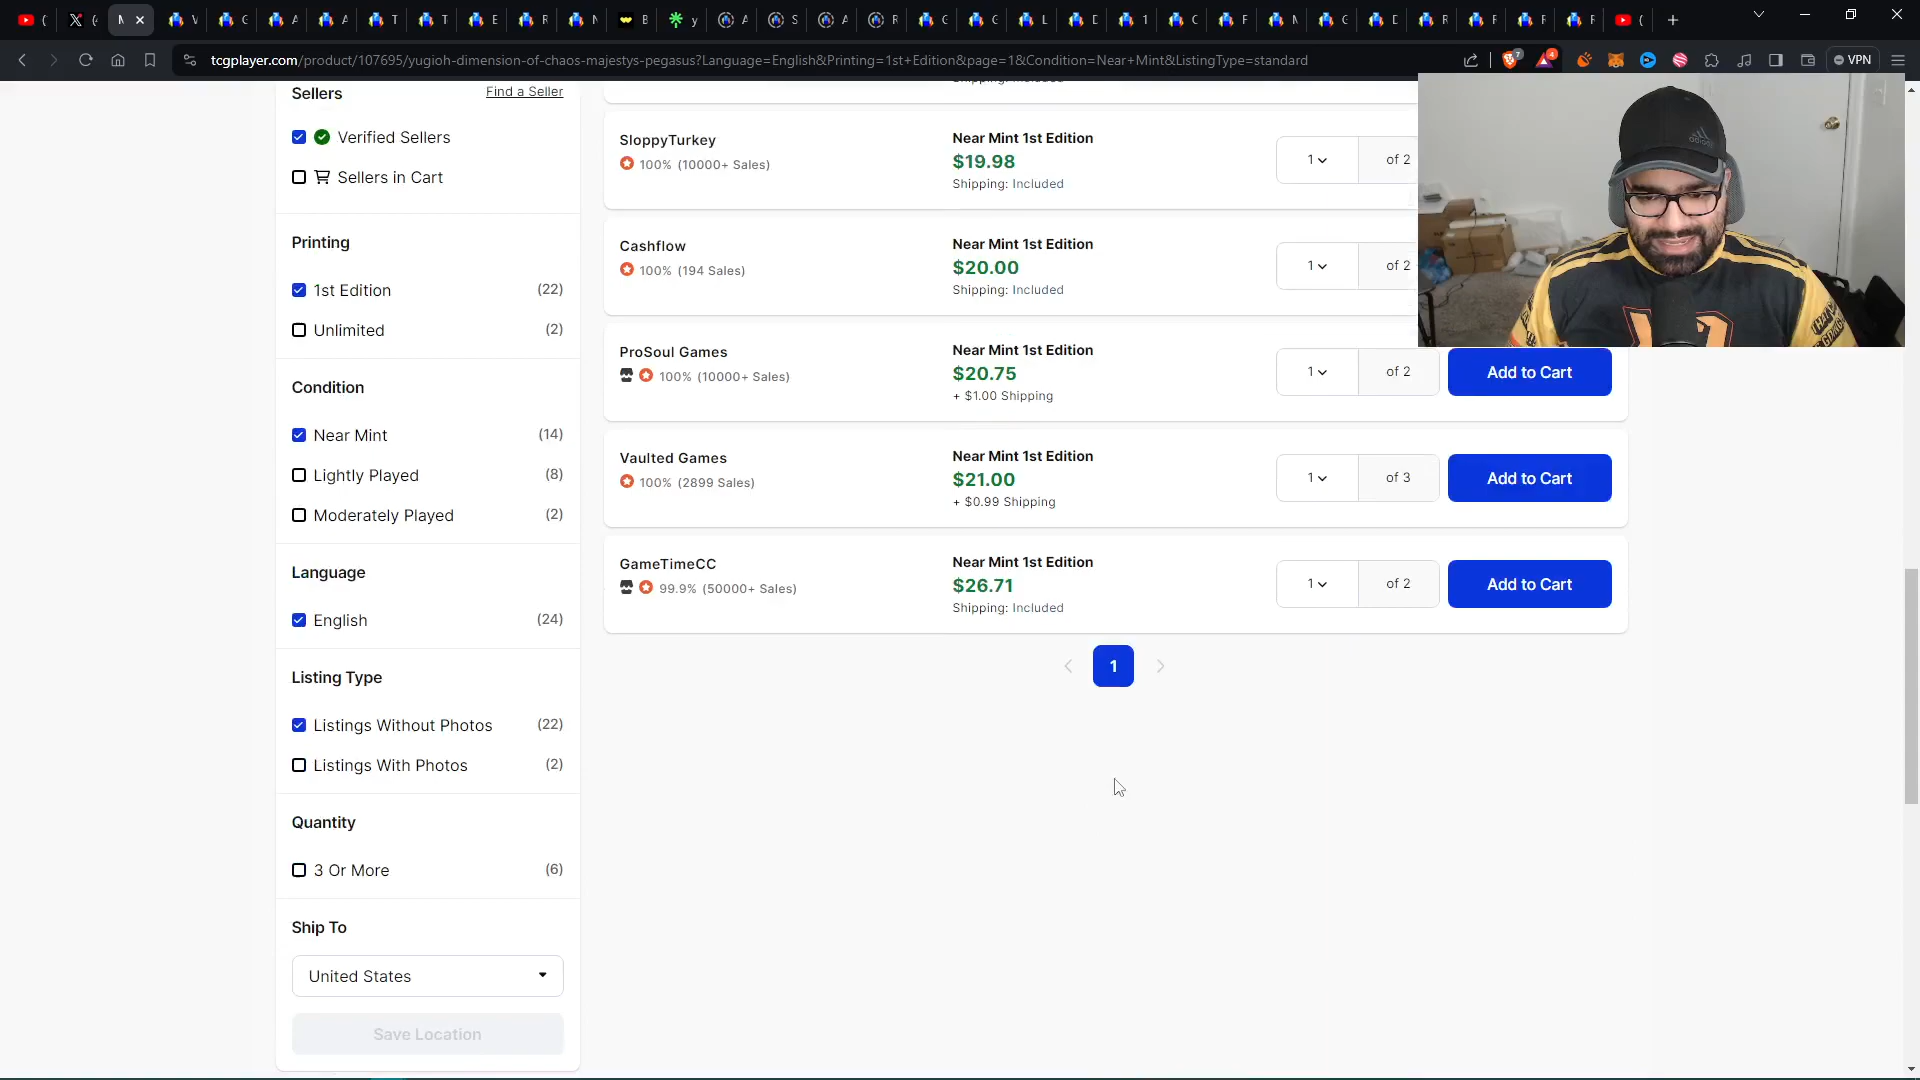 tcgplayer.com/product/107695/yugioh-dimension-of-chaos-majestys-pegasus?Language=English&Printing=1st+Edition&page=1&Condition=Near+Mint&ListingType=standard
VPN
Sellers
Find a Seller
Verified Sellers
Sellers in Cart
Printing
1st Edition (22)
Unlimited (2)
Condition
Near Mint (14)
Lightly Played (8)
Moderately Played (2)
Language
English (24)
Listing Type
Listings Without Photos (22)
Listings With Photos (2)
Quantity
3 Or More (6)
Ship To
United States
Save Location
SloppyTurkey
100% (10000+ Sales)
Near Mint 1st Edition
$19.98
Shipping: Included
1 of 2
Cashflow
100% (194 Sales)
Near Mint 1st Edition
$20.00
Shipping: Included
1 of 2
ProSoul Games
100% (10000+ Sales)
Near Mint 1st Edition
$20.75
+ $1.00 Shipping
1 of 2
Add to Cart
Vaulted Games
100% (2899 Sales)
Near Mint 1st Edition
$21.00
+ $0.99 Shipping
1 of 3
Add to Cart
GameTimeCC
99.9% (50000+ Sales)
Near Mint 1st Edition
$26.71
Shipping: Included
1 of 2
Add to Cart
1